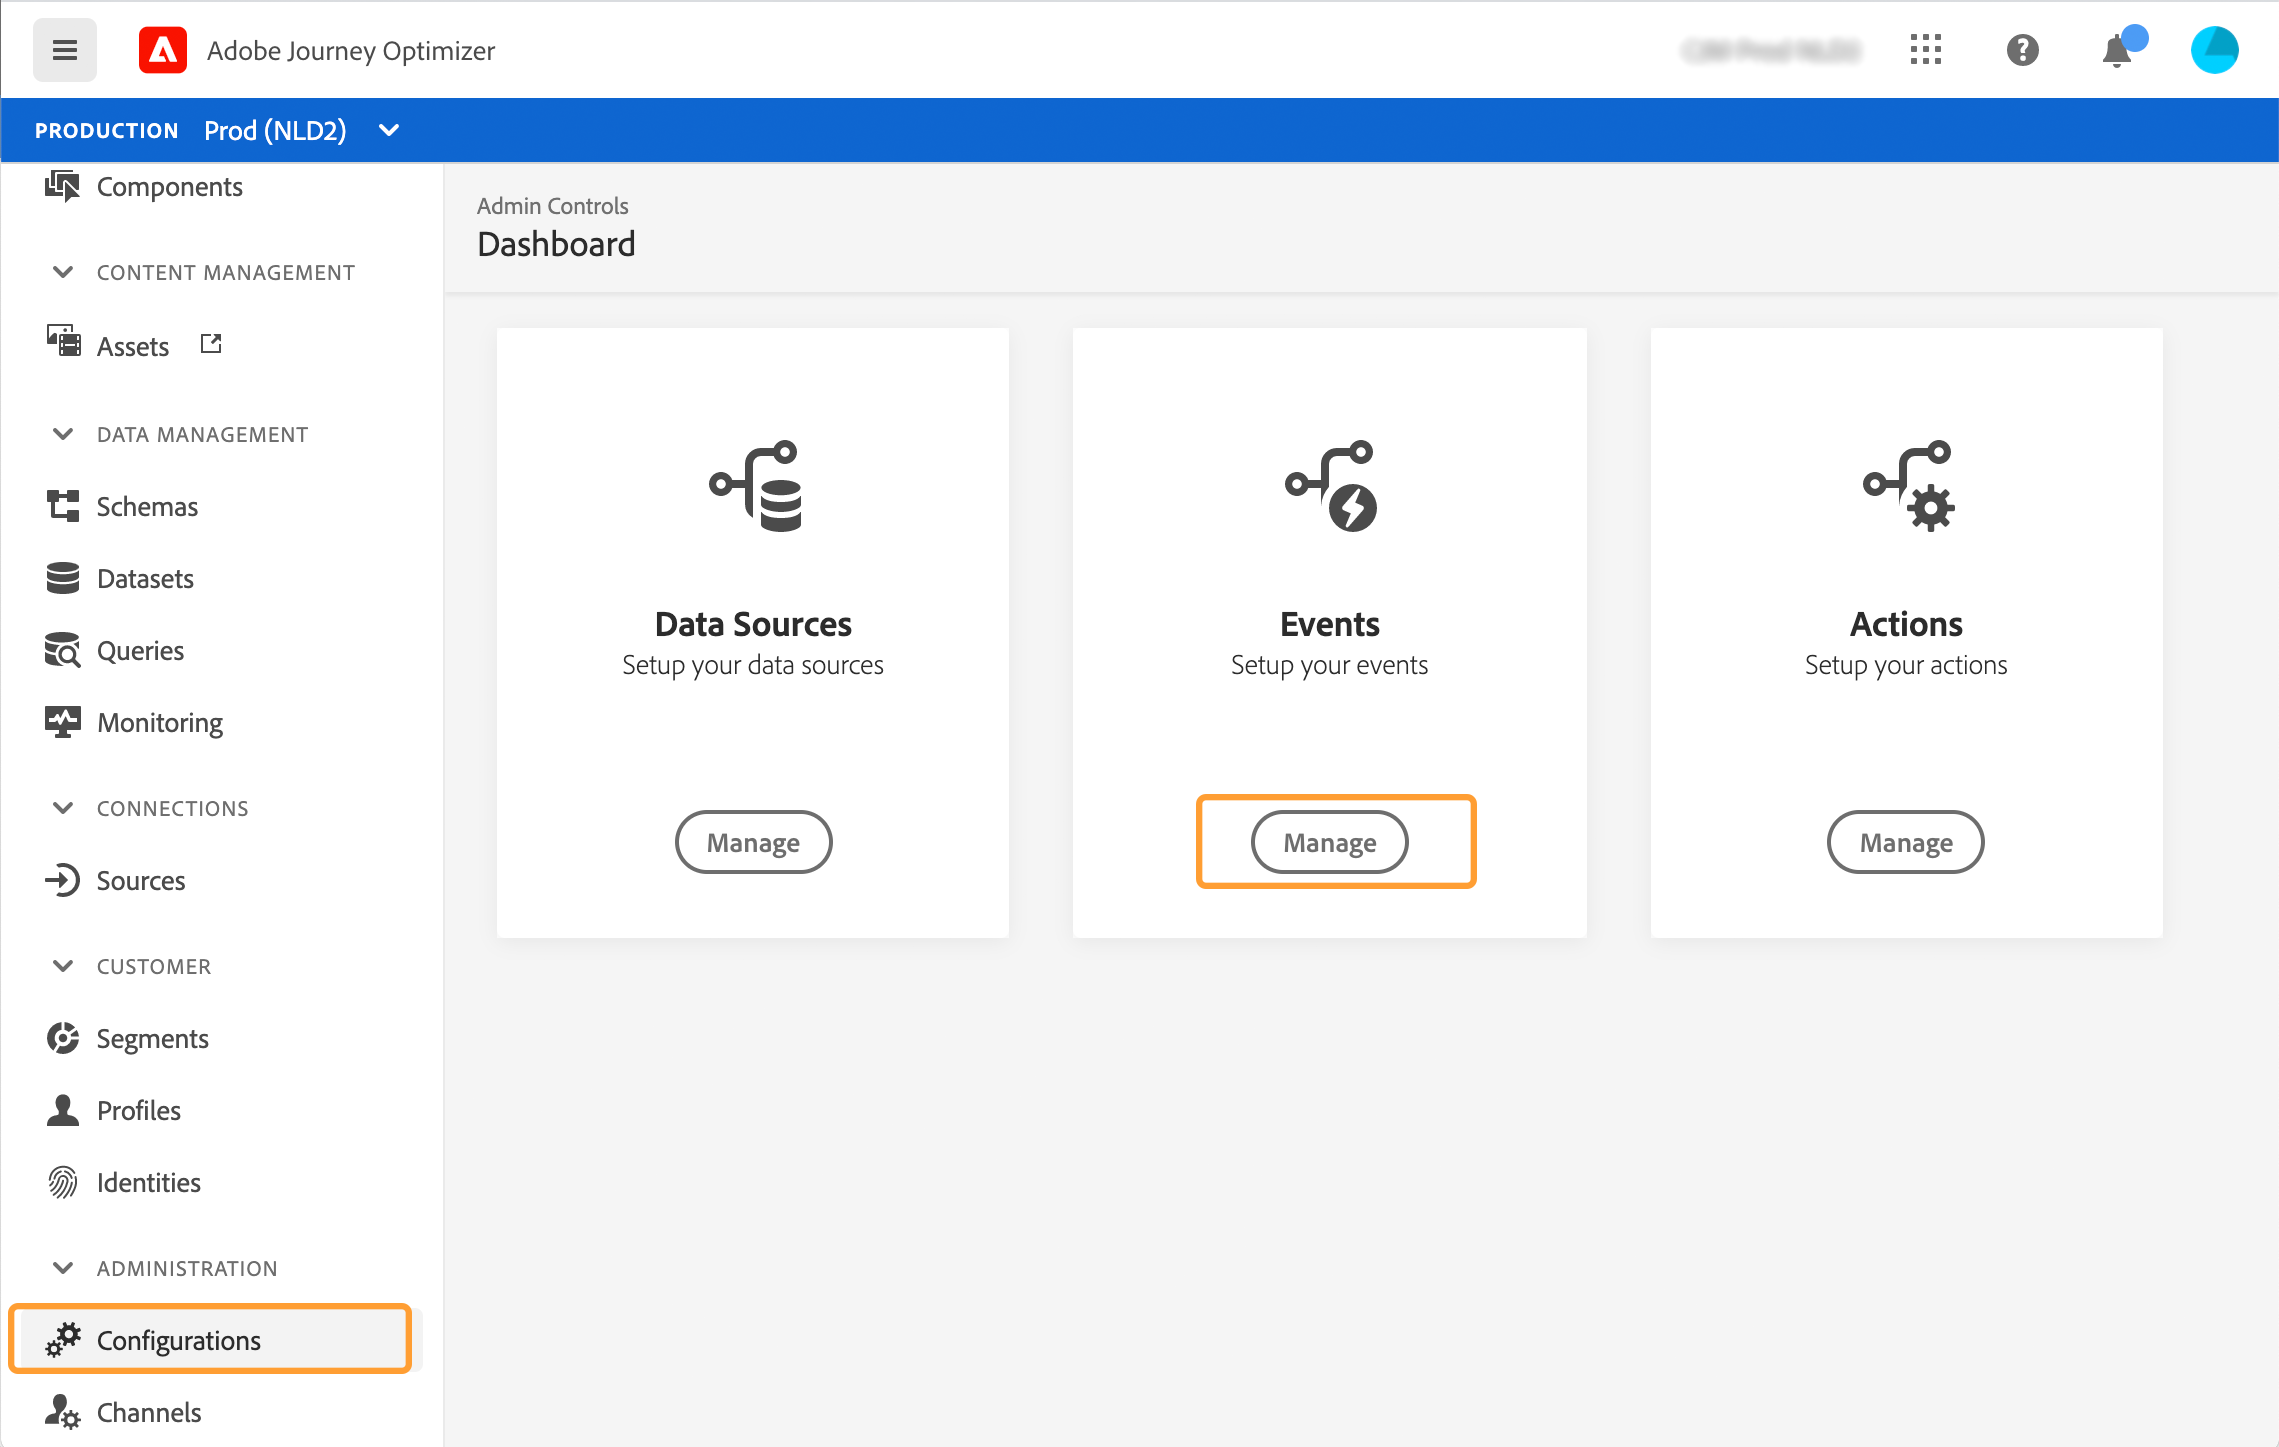 Adobe Journey Optimizer
PRODUCTION Prod (NLD2)
Components
CONTENT MANAGEMENT
Assets
DATA MANAGEMENT
Schemas
Datasets
Queries
Monitoring
CONNECTIONS
Sources
CUSTOMER
Segments
Profiles
Identities
ADMINISTRATION
Configurations
Channels
Admin Controls
Dashboard
Data Sources
Setup your data sources
Manage
Events
Setup your events
Manage
Actions
Setup your actions
Manage